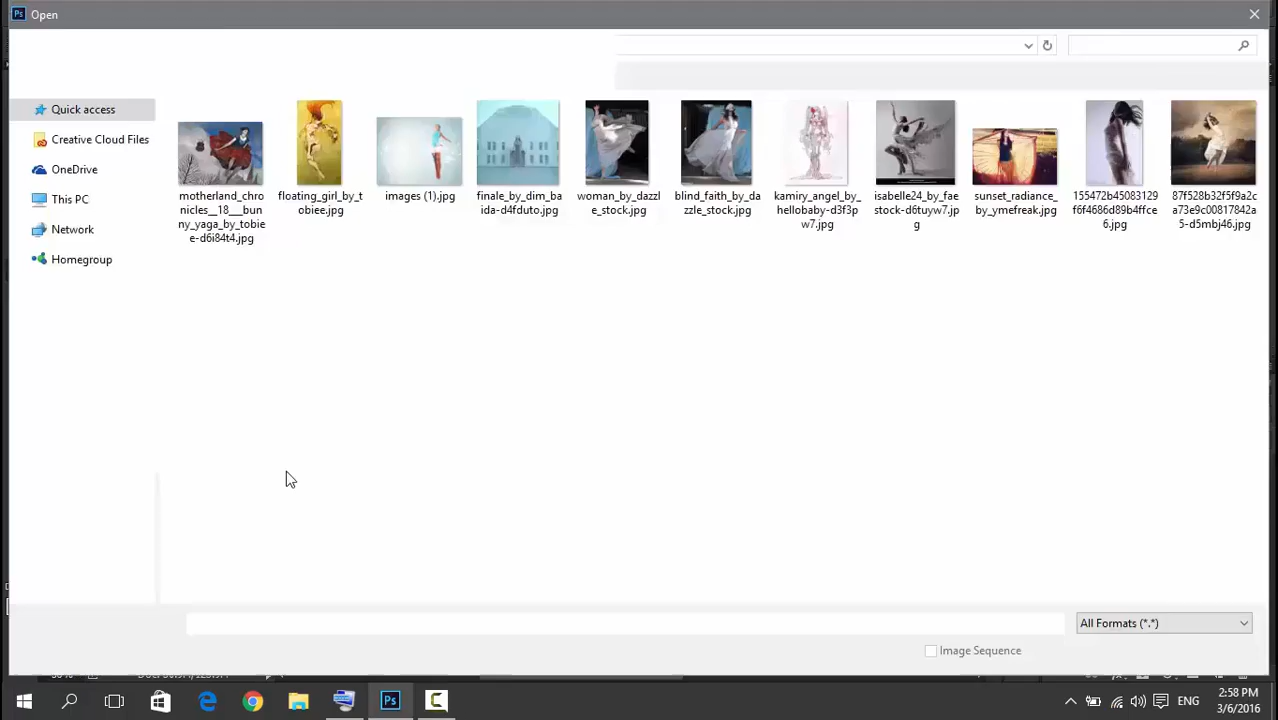 Ps Open
Quick access
Creative Cloud Files
OneDrive
This PC
Network
Homegroup
motherland_chro
nicles__18___bun
ny_yaga_by_tobie
e-d6i84t4.jpg
floating_girl_by_t
obiee.jpg
images (1).jpg
finale_by_dim_ba
ida-d4fduto.jpg
woman_by_dazzl
e_stock.jpg
blind_faith_by_da
zzle_stock.jpg
kamiry_angel_by_
hellobaby-d3f3p
w7.jpg
isabelle24_by_fae
stock-d6tuyw7.jp
g
sunset_radiance_
by_ymefreak.jpg
155472b45083129
f6f4686d89b4ffce
6.jpg
87f528b32f5f9a2c
a73e9c00817842a
5-d5mbj46.jpg
All Formats (*.*)
Image Sequence
Ps
ENG
2:58 PM
3/6/2016